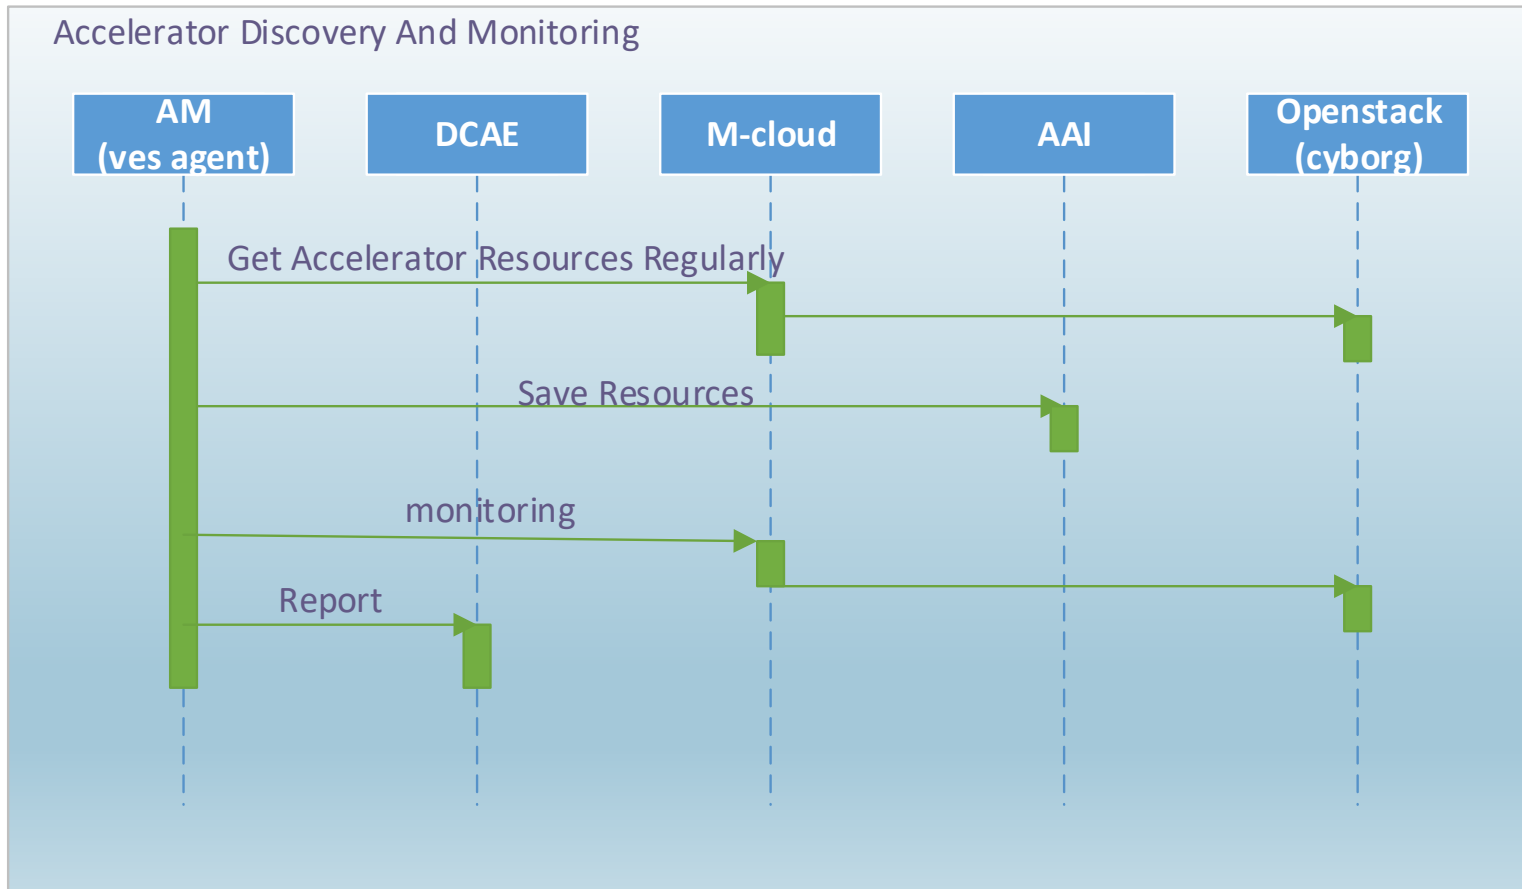 Accelerator Discovery And Monitoring
AM
(ves agent)
DCAE
M-cloud
AAI
Openstack
(cyborg)
Get Accelerator Resources Regularly
Save Resources
monitoring
Report